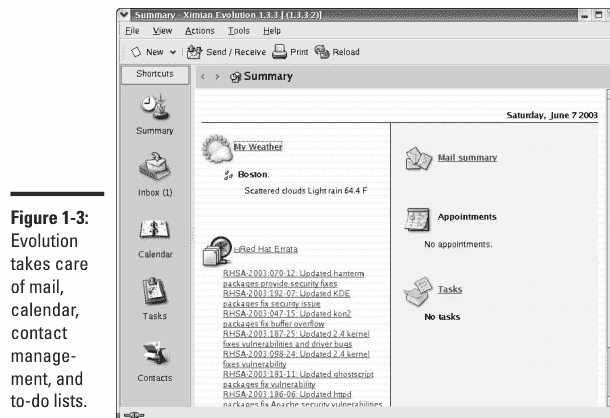 Summary - Ximian Evolution 1.3.3 [ (1.3.3-2)]
File View Actions Tools Help
New Send / Receive Print Reload
Shortcuts
< > Summary
Saturday, June 7 2003
Summary
Inbox (1)
Calendar
Tasks
Contacts
My Weather
Boston:
Scattered clouds Light rain 64.4 F
Red Hat Errata
RHSA-2003:070-12: Updated hanterm
packages provide security fixes
RHSA-2003:192-07: Updated KDE
packages fix security issue
RHSA-2003:047-15: Updated kon2
packages fix buffer overflow
RHSA-2003:187-25: Updated 2.4 kernel
fixes vulnerabilities and driver bugs
RHSA-2003:098-24: Updated 2.4 kernel
fixes vulnerability
RHSA-2003:181-11: Updated ghostscript
packages fix vulnerability
RHSA-2003:186-06: Updated httpd
packages fix Apache security vulnerabilities
Mail summary
Appointments
No appointments.
Tasks
No tasks
Figure 1-3:
Evolution
takes care
of mail,
calendar,
contact
manage-
ment, and
to-do lists.